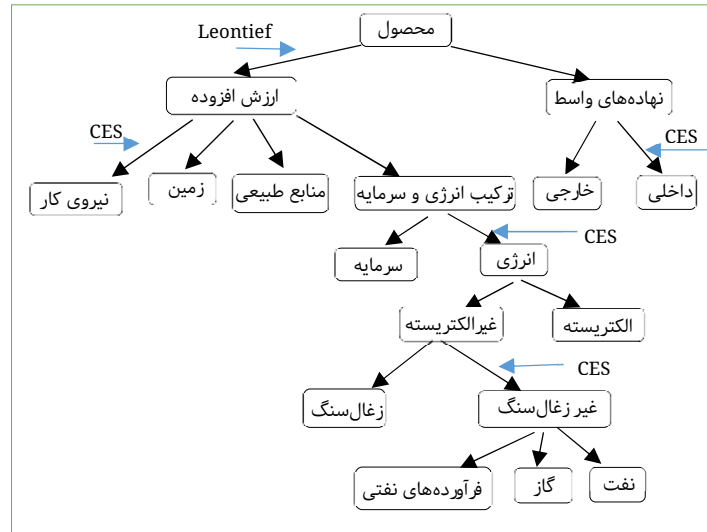 محصول
Leontief
ارزش افزوده
نهاده‌های واسط
CES
CES
نیروی کار
زمین
منابع طبیعی
ترکیب انرژی و سرمایه
خارجی
داخلی
CES
سرمایه
انرژی
غیرالکتریسته
الکتریسته
CES
زغال‌سنگ
غیر زغال‌سنگ
فرآورده‌های نفتی
گاز
نفت